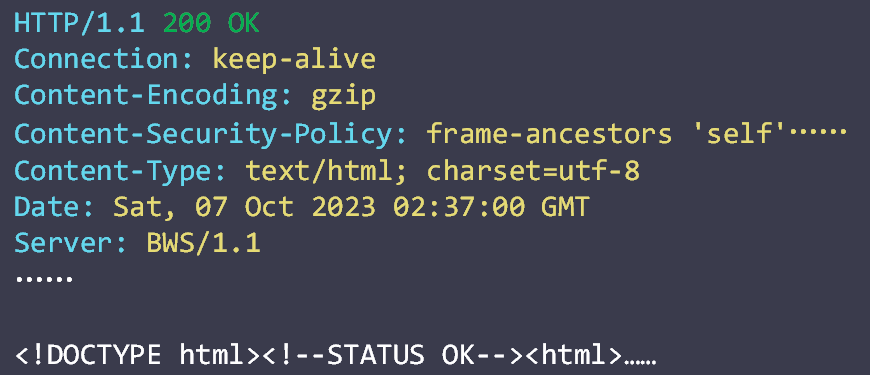 HTTP/1.1 200 OK
Connection: keep-alive
Content-Encoding: gzip
Content-Security-Policy: frame-ancestors 'self'······
Content-Type: text/html; charset=utf-8
Date: Sat, 07 Oct 2023 02:37:00 GMT
Server: BWS/1.1
······
<!DOCTYPE html><!--STATUS OK--><html>……